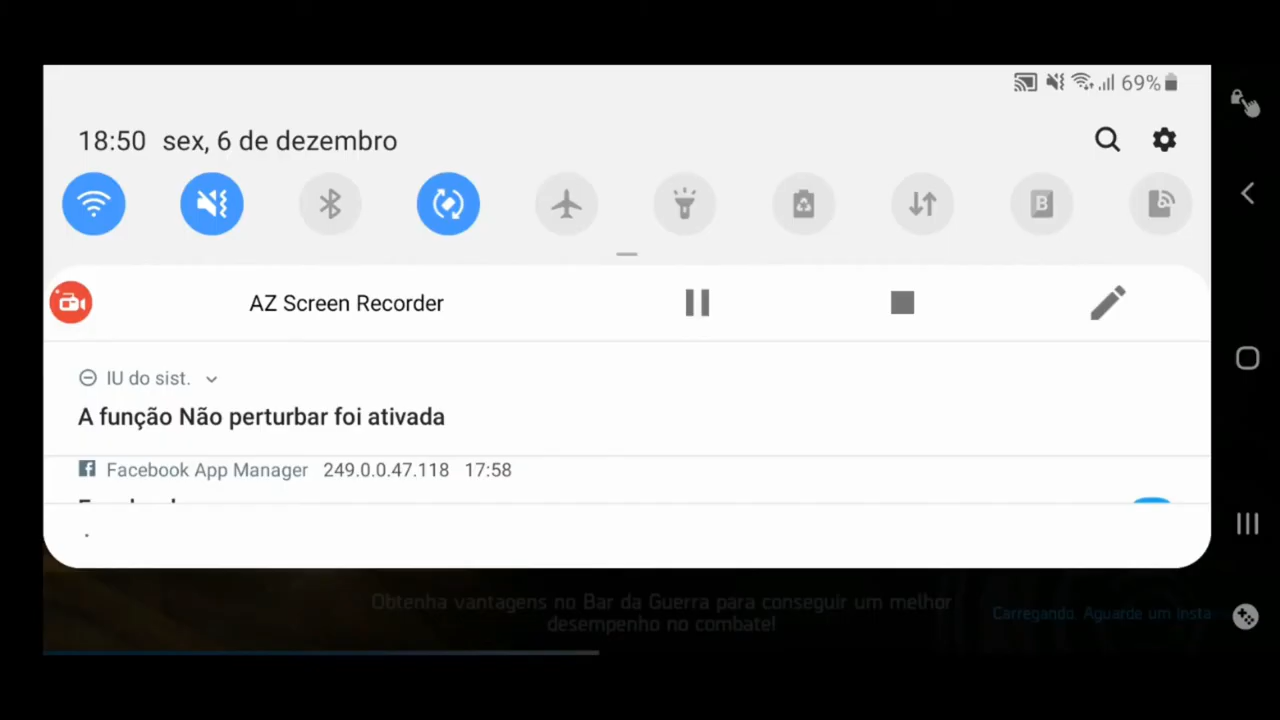 69%
18:50 sex, 6 de dezembro
B
AZ Screen Recorder
IU do sist.
A função Não perturbar foi ativada
Facebook App Manager 249.0.0.47.118 17:58
Obtenha vantagens no Bar da Guerra para conseguir um melhor
desempenho no combate!
Carregando. Aguarde um insta